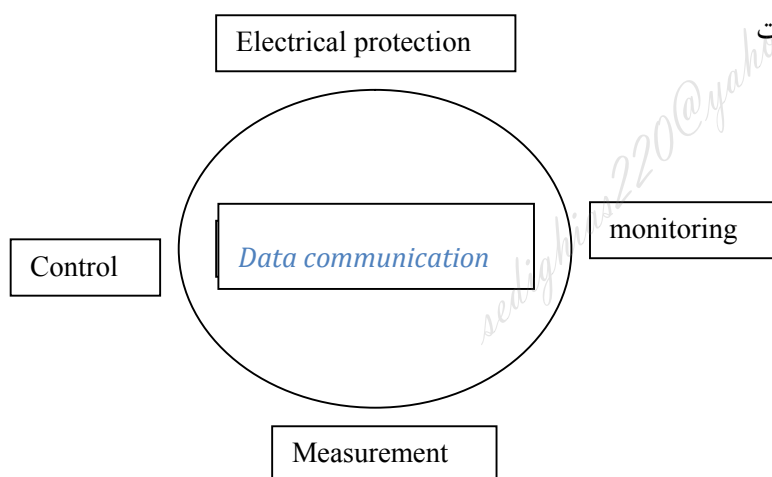 Electrical protection
monitoring
Data communication
Control
Measurement